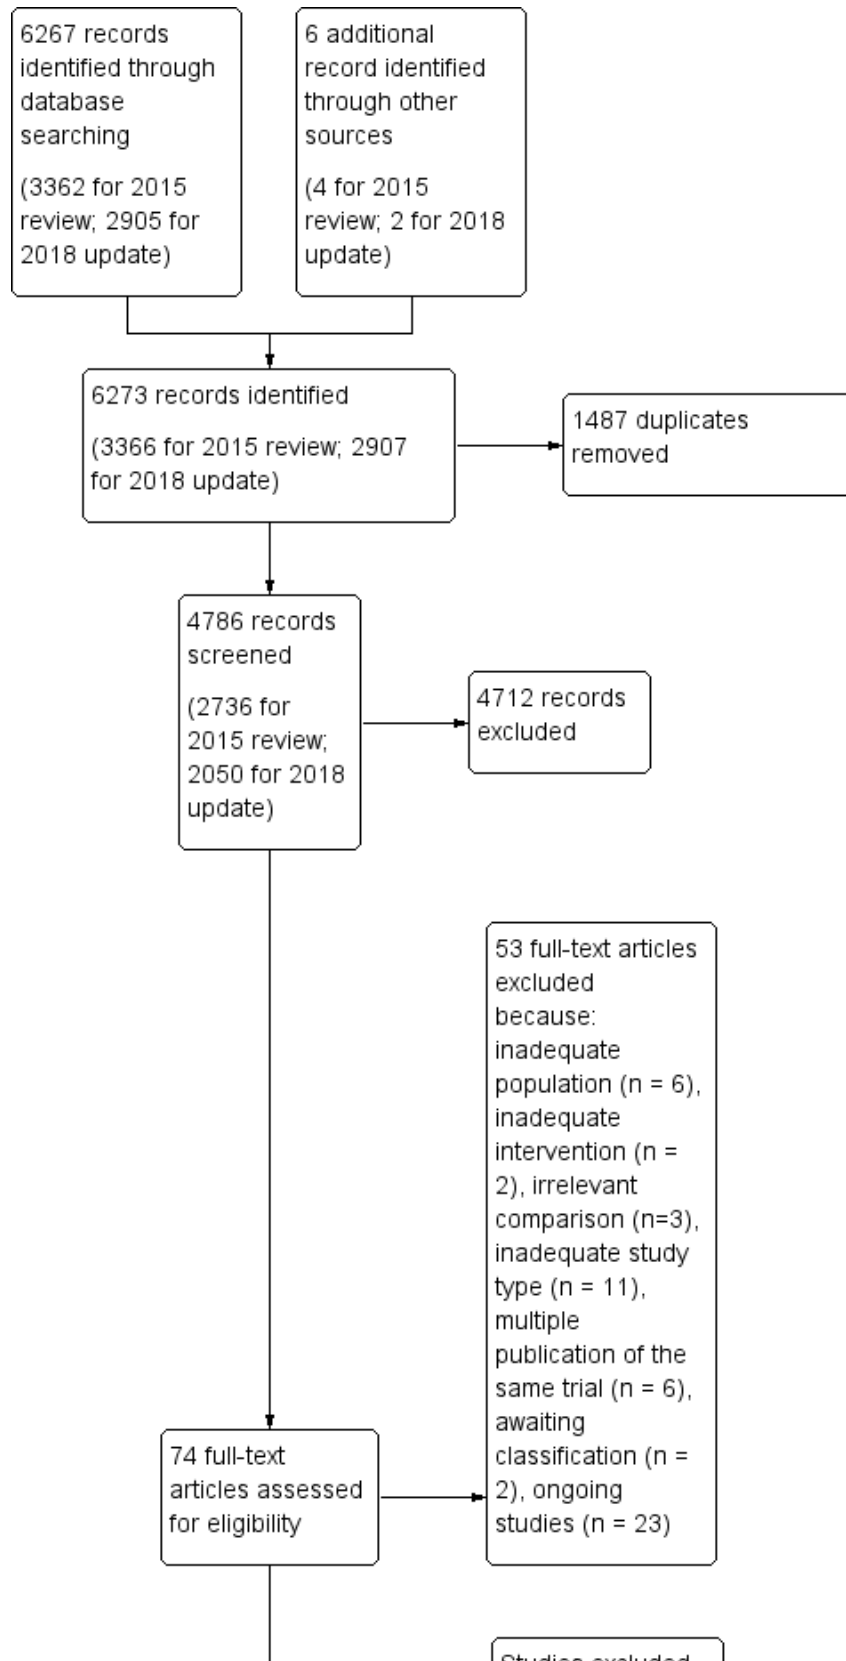 6267 records
identified through
database
searching
(3362 for 2015
review; 2905 for
2018 update)
6 additional
record identified
through other
sources
(4 for 2015
review; 2 for 2018
update)
6273 records identified
(3366 for 2015 review; 2907
for 2018 update)
1487 duplicates
removed
4786 records
screened
(2736 for
2015 review;
2050 for 2018
update)
4712 records
excluded
53 full-text articles
excluded
because:
inadequate
population (n = 6),
inadequate
intervention (n =
2), irrelevant
comparison (n=3),
inadequate study
type (n = 11),
multiple
publication of the
same trial (n = 6),
awaiting
classification (n =
2), ongoing
studies (n = 23)
74 full-text
articles assessed
for eligibility
Studies excluded